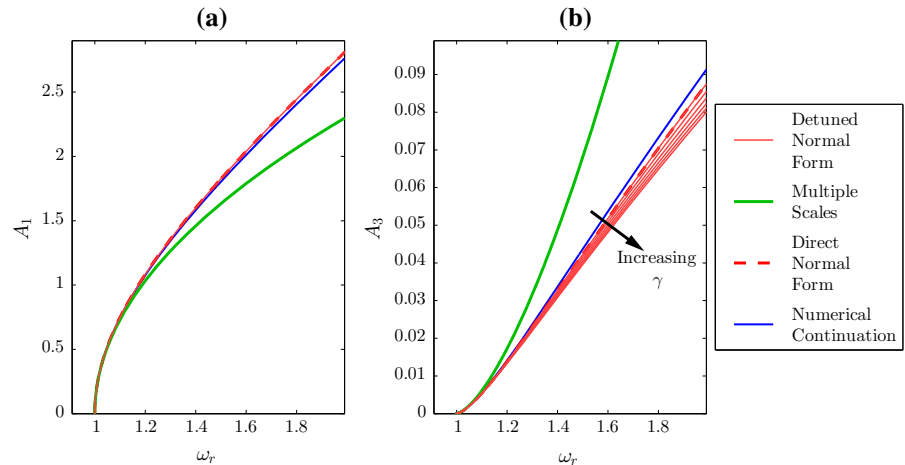 (a)
2.5
2
1.5
1
0.5
0
A₁
1
1.2
1.4
1.6
1.8
ωᵣ
(b)
0.09
0.08
0.07
0.06
0.05
0.04
0.03
0.02
0.01
0
A₃
1
1.2
1.4
1.6
1.8
ωᵣ
Increasing
γ
Detuned
Normal
Form
Multiple
Scales
Direct
Normal
Form
Numerical
Continuation